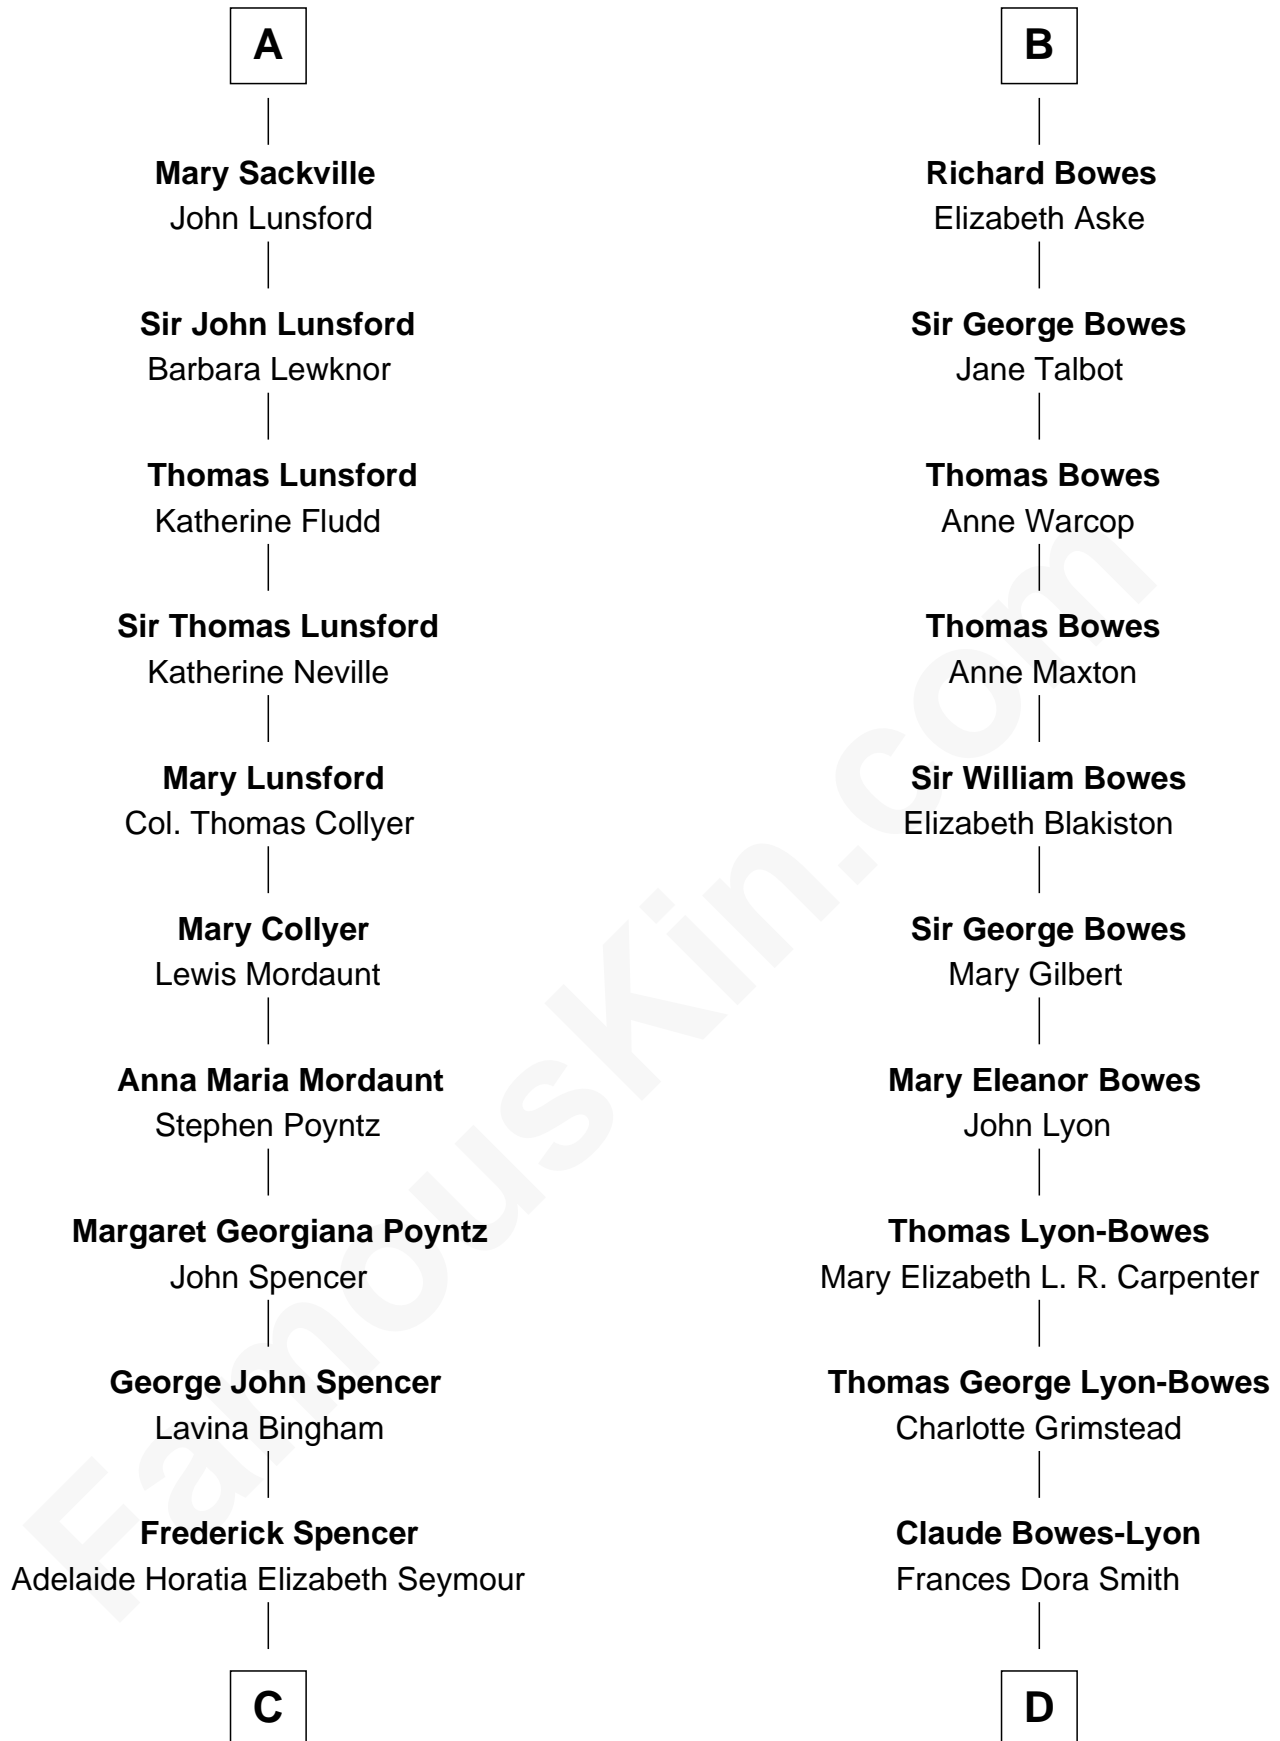 A
Mary Sackville
John Lunsford
Sir John Lunsford
Barbara Lewknor
Thomas Lunsford
Katherine Fludd
Sir Thomas Lunsford
Katherine Neville
Mary Lunsford
Col. Thomas Collyer
Mary Collyer
Lewis Mordaunt
Anna Maria Mordaunt
Stephen Poyntz
Margaret Georgiana Poyntz
John Spencer
George John Spencer
Lavina Bingham
Frederick Spencer
Adelaide Horatia Elizabeth Seymour
C
B
Richard Bowes
Elizabeth Aske
Sir George Bowes
Jane Talbot
Thomas Bowes
Anne Warcop
Thomas Bowes
Anne Maxton
Sir William Bowes
Elizabeth Blakiston
Sir George Bowes
Mary Gilbert
Mary Eleanor Bowes
John Lyon
Thomas Lyon-Bowes
Mary Elizabeth L. R. Carpenter
Thomas George Lyon-Bowes
Charlotte Grimstead
Claude Bowes-Lyon
Frances Dora Smith
D
FamousKin.com